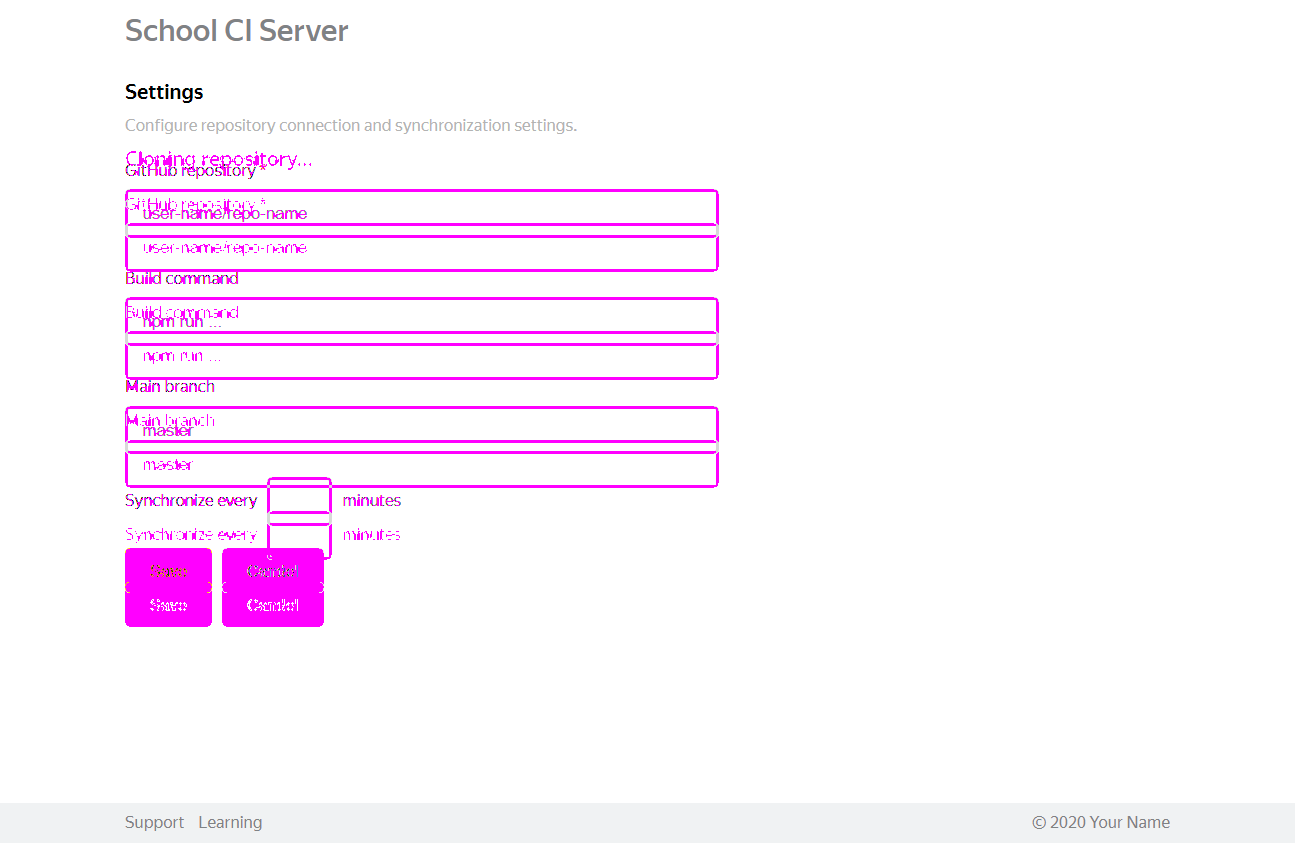 School CI Server
Settings
Configure repository connection and synchronization settings.
Cloning repository...
GitHub repository *
GitHub repository *
user-name/repo-name
user-name/repo-name
Build command
Build command
npm run ...
npm run ...
Main branch
Main branch
master
master
Synchronize every minutes
Synchronize every minutes
Save Cancel
Save Cancel
Support Learning © 2020 Your Name